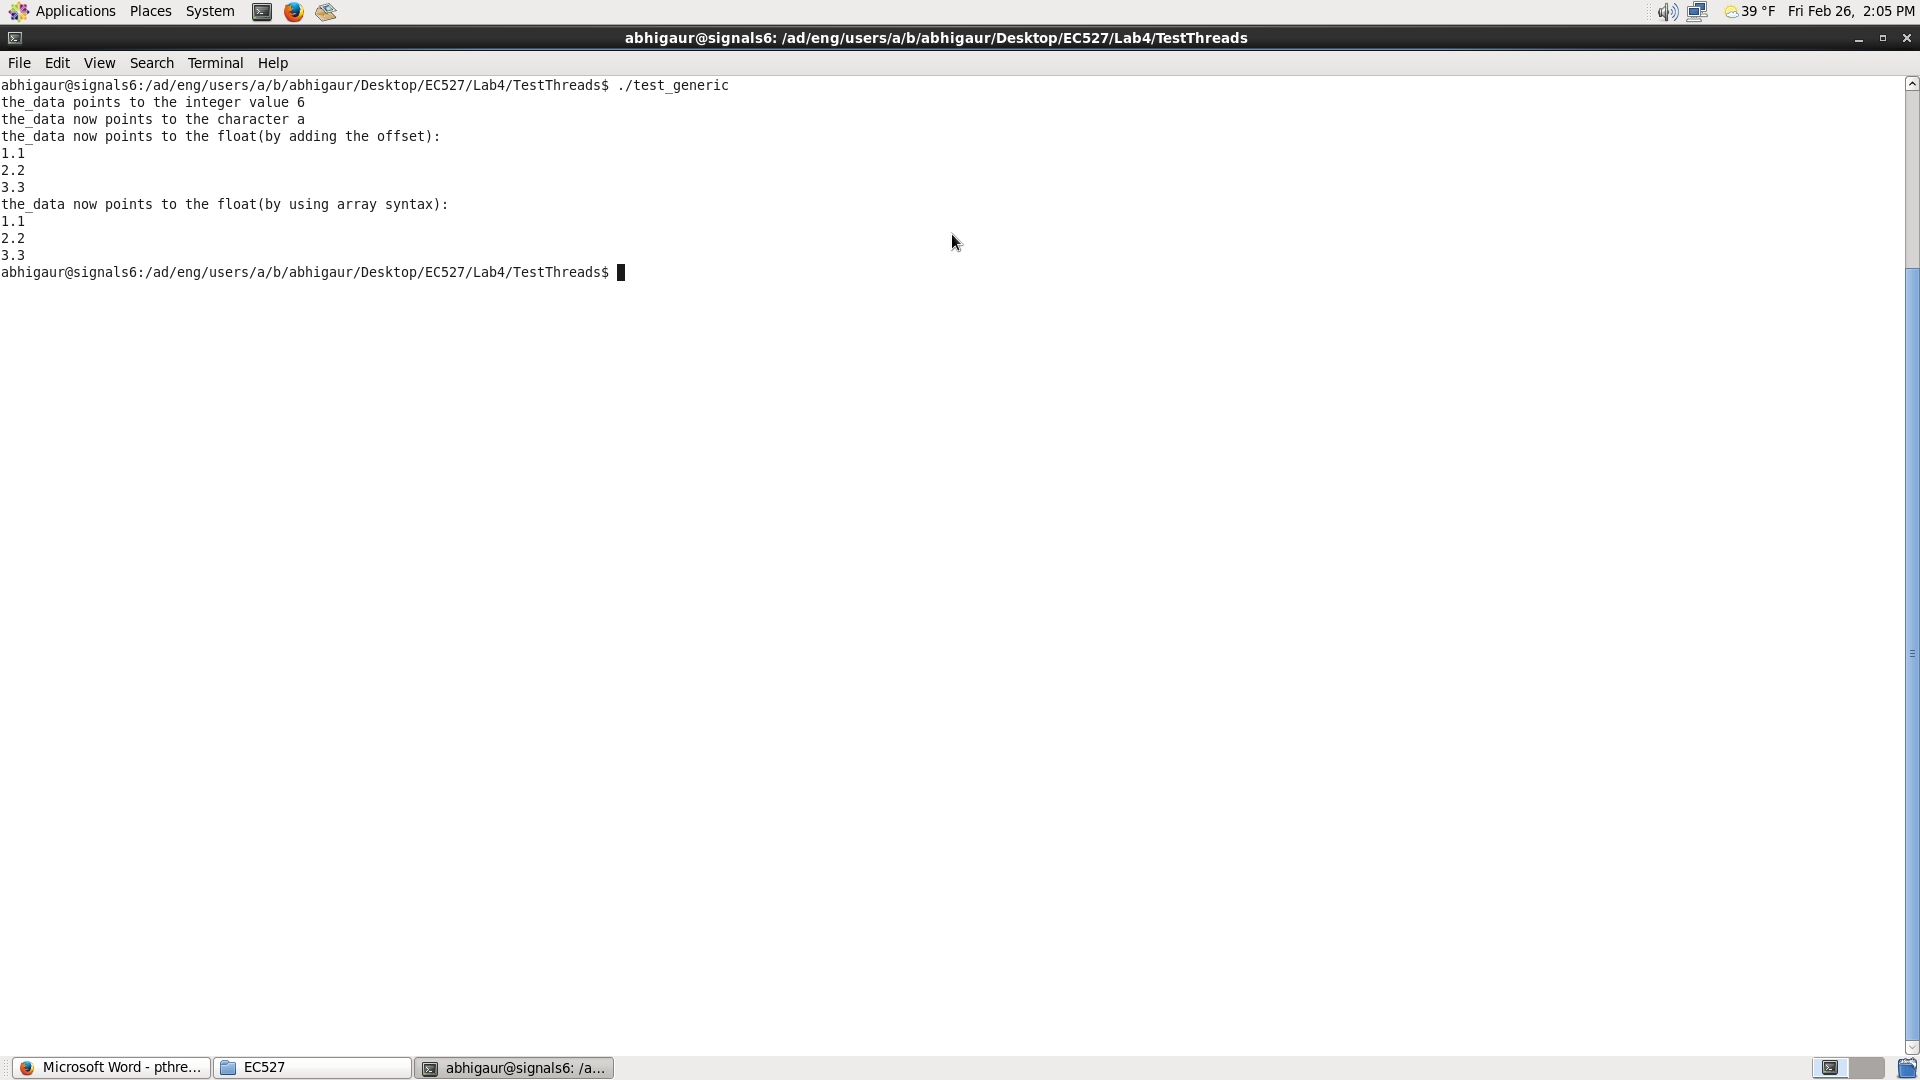 Applications Places System 39 °F Fri Feb 26, 2:05 PM
abhigaur@signals6: /ad/eng/users/a/b/abhigaur/Desktop/EC527/Lab4/TestThreads
File Edit View Search Terminal Help
abhigaur@signals6:/ad/eng/users/a/b/abhigaur/Desktop/EC527/Lab4/TestThreads$ ./test_generic
the_data points to the integer value 6
the_data now points to the character a
the_data now points to the float(by adding the offset):
1.1
2.2
3.3
the_data now points to the float(by using array syntax):
1.1
2.2
3.3
abhigaur@signals6:/ad/eng/users/a/b/abhigaur/Desktop/EC527/Lab4/TestThreads$
Microsoft Word - pthre... EC527 abhigaur@signals6: /a...